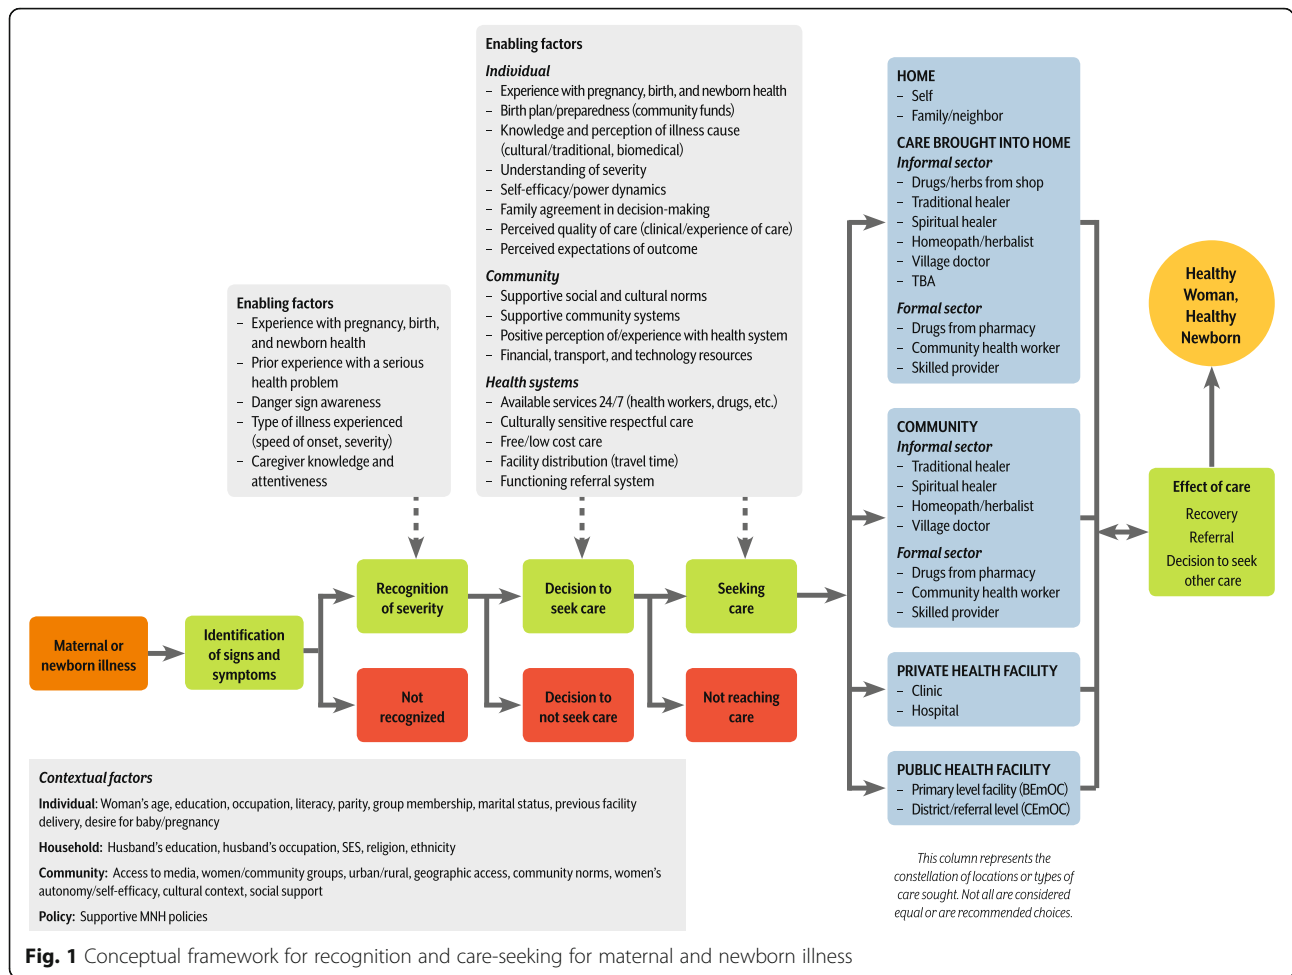 Enabling factors
Individual
– Experience with pregnancy, birth, and newborn health
– Birth plan/preparedness (community funds)
– Knowledge and perception of illness cause
(cultural/traditional, biomedical)
– Understanding of severity
– Self-efficacy/power dynamics
– Family agreement in decision-making
– Perceived quality of care (clinical/experience of care)
– Perceived expectations of outcome
Community
– Supportive social and cultural norms
– Supportive community systems
– Positive perception of/experience with health system
– Financial, transport, and technology resources
Health systems
– Available services 24/7 (health workers, drugs, etc.)
– Culturally sensitive respectful care
– Free/low cost care
– Facility distribution (travel time)
– Functioning referral system
Enabling factors
– Experience with pregnancy, birth,
and newborn health
– Prior experience with a serious
health problem
– Danger sign awareness
– Type of illness experienced
(speed of onset, severity)
– Caregiver knowledge and
attentiveness
Maternal or
newborn illness
Identification
of signs and
symptoms
Recognition
of severity
Not
recognized
Decision to
seek care
Decision to
not seek care
Seeking
care
Not reaching
care
HOME
– Self
– Family/neighbor
CARE BROUGHT INTO HOME
Informal sector
– Drugs/herbs from shop
– Traditional healer
– Spiritual healer
– Homeopath/herbalist
– Village doctor
– TBA
Formal sector
– Drugs from pharmacy
– Community health worker
– Skilled provider
COMMUNITY
Informal sector
– Traditional healer
– Spiritual healer
– Homeopath/herbalist
– Village doctor
Formal sector
– Drugs from pharmacy
– Community health worker
– Skilled provider
PRIVATE HEALTH FACILITY
– Clinic
– Hospital
PUBLIC HEALTH FACILITY
– Primary level facility (BEmOC)
– District/referral level (CEmOC)
This column represents the
constellation of locations or types of
care sought. Not all are considered
equal or are recommended choices.
Healthy
Woman,
Healthy
Newborn
Effect of care
Recovery
Referral
Decision to seek
other care
Contextual factors
Individual: Woman's age, education, occupation, literacy, parity, group membership, marital status, previous facility
delivery, desire for baby/pregnancy
Household: Husband's education, husband's occupation, SES, religion, ethnicity
Community: Access to media, women/community groups, urban/rural, geographic access, community norms, women's
autonomy/self-efficacy, cultural context, social support
Policy: Supportive MNH policies
Fig. 1 Conceptual framework for recognition and care-seeking for maternal and newborn illness